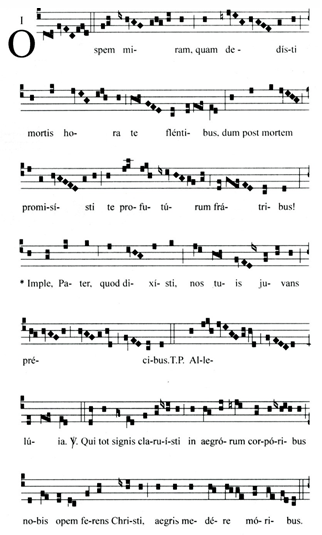 I
O spem mi- ram, quam de - dis-ti
mortis ho- ra te fléntibus, dum post mortem
promi-sí- sti te pro-fu-tú- rum frá- tri- bus!
* Imple, Pa- ter, quod di- xí-sti, nos tu- is ju- vans
pré- ci-bus. T.P. Al-le-
lú- ia. ℣. Qui tot signis cla-ru-ísti in aegró-rum cor-pó-ri- bus
no-bis opem fe-rens Chri-sti, aegris me- dé- re mó- ri- bus.